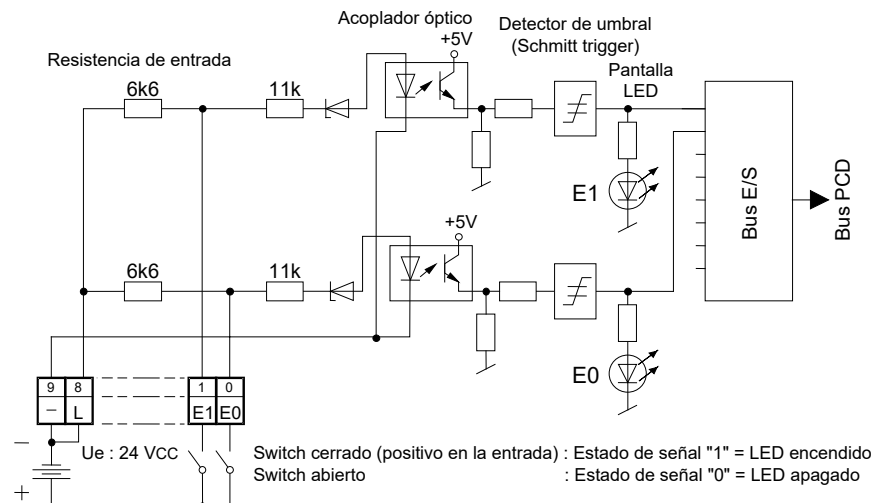 Acoplador óptico
Detector de umbral
(Schmitt trigger)
+5V
Resistencia de entrada
Pantalla
LED
6k6
11k
E1
Bus E/S
Bus PCD
+5V
6k6
11k
E0
9
8
1
0
–
L
E1
E0
–
Ue : 24 VCC
Switch cerrado (positivo en la entrada) : Estado de señal "1" = LED encendido
Switch abierto : Estado de señal "0" = LED apagado
+